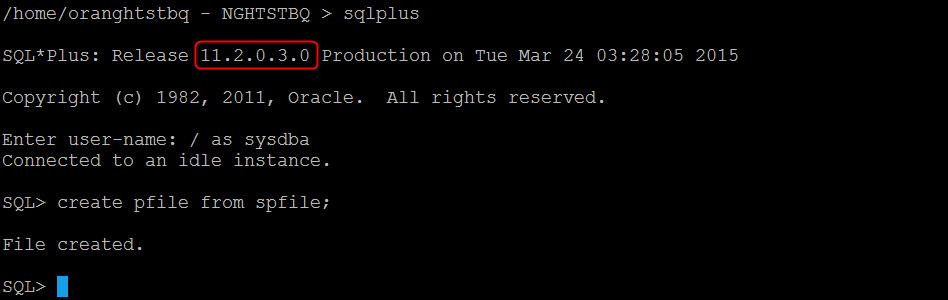 /home/oranghtstbq - NGHTSTBQ > sqlplus
SQL*Plus: Release 11.2.0.3.0 Production on Tue Mar 24 03:28:05 2015
Copyright (c) 1982, 2011, Oracle.  All rights reserved.
Enter user-name: / as sysdba
Connected to an idle instance.
SQL> create pfile from spfile;
File created.
SQL>